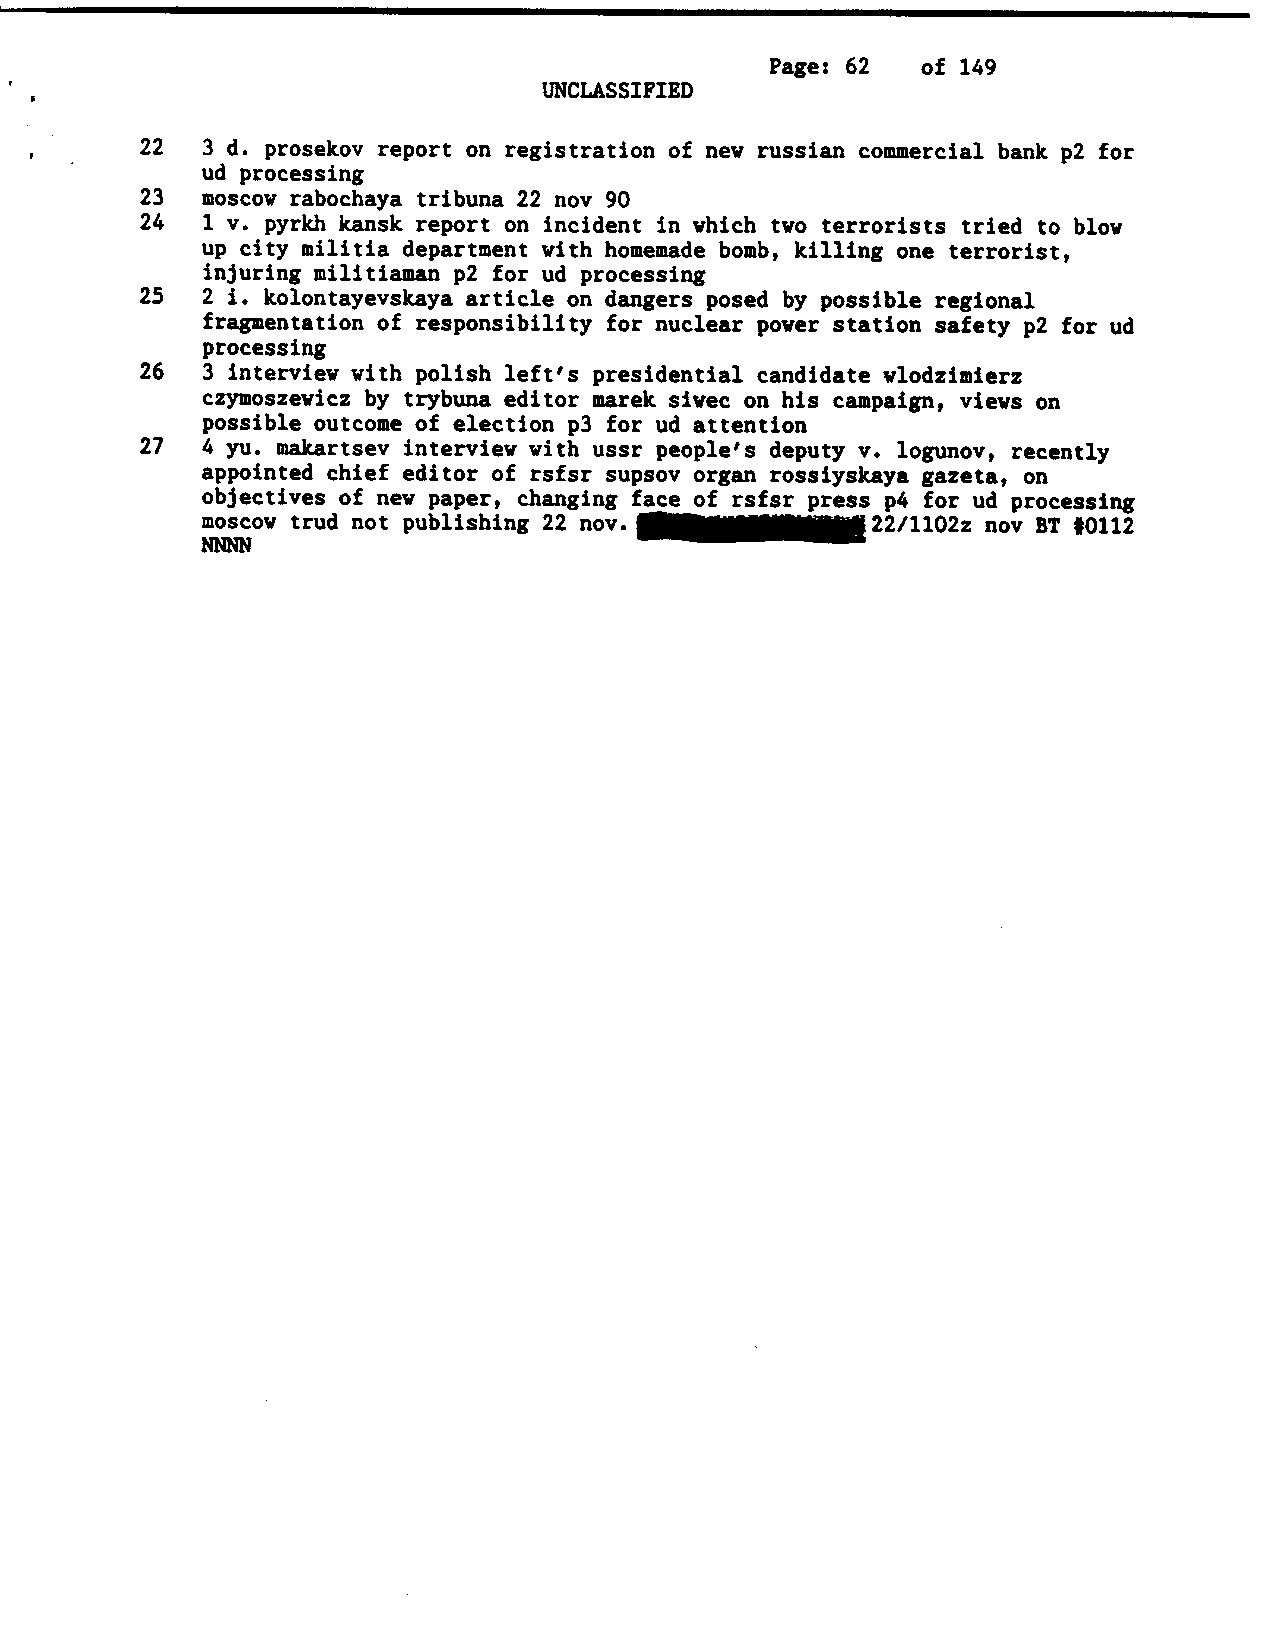 Page: 62 of 149
UNCLASSIFIED
22 3 d. prosekov report on registration of new russian commercial bank p2 for
ud processing
23 moscow rabochaya tribuna 22 nov 90
24 1 v. pyrkh kansk report on incident in which two terrorists tried to blow
up city militia department with homemade bomb, killing one terrorist,
injuring militiaman p2 for ud processing
25 2 i. kolontayevskaya article on dangers posed by possible regional
fragmentation of responsibility for nuclear power station safety p2 for ud
processing
26 3 interview with polish left's presidential candidate wlodzimierz
czymoszewicz by trybuna editor marek siwec on his campaign, views on
possible outcome of election p3 for ud attention
27 4 yu. makartsev interview with ussr people's deputy v. logunov, recently
appointed chief editor of rsfsr supsov organ rossiyskaya gazeta, on
objectives of new paper, changing face of rsfsr press p4 for ud processing
moscow trud not publishing 22 nov. 22/1102z nov BT #0112
NNNN